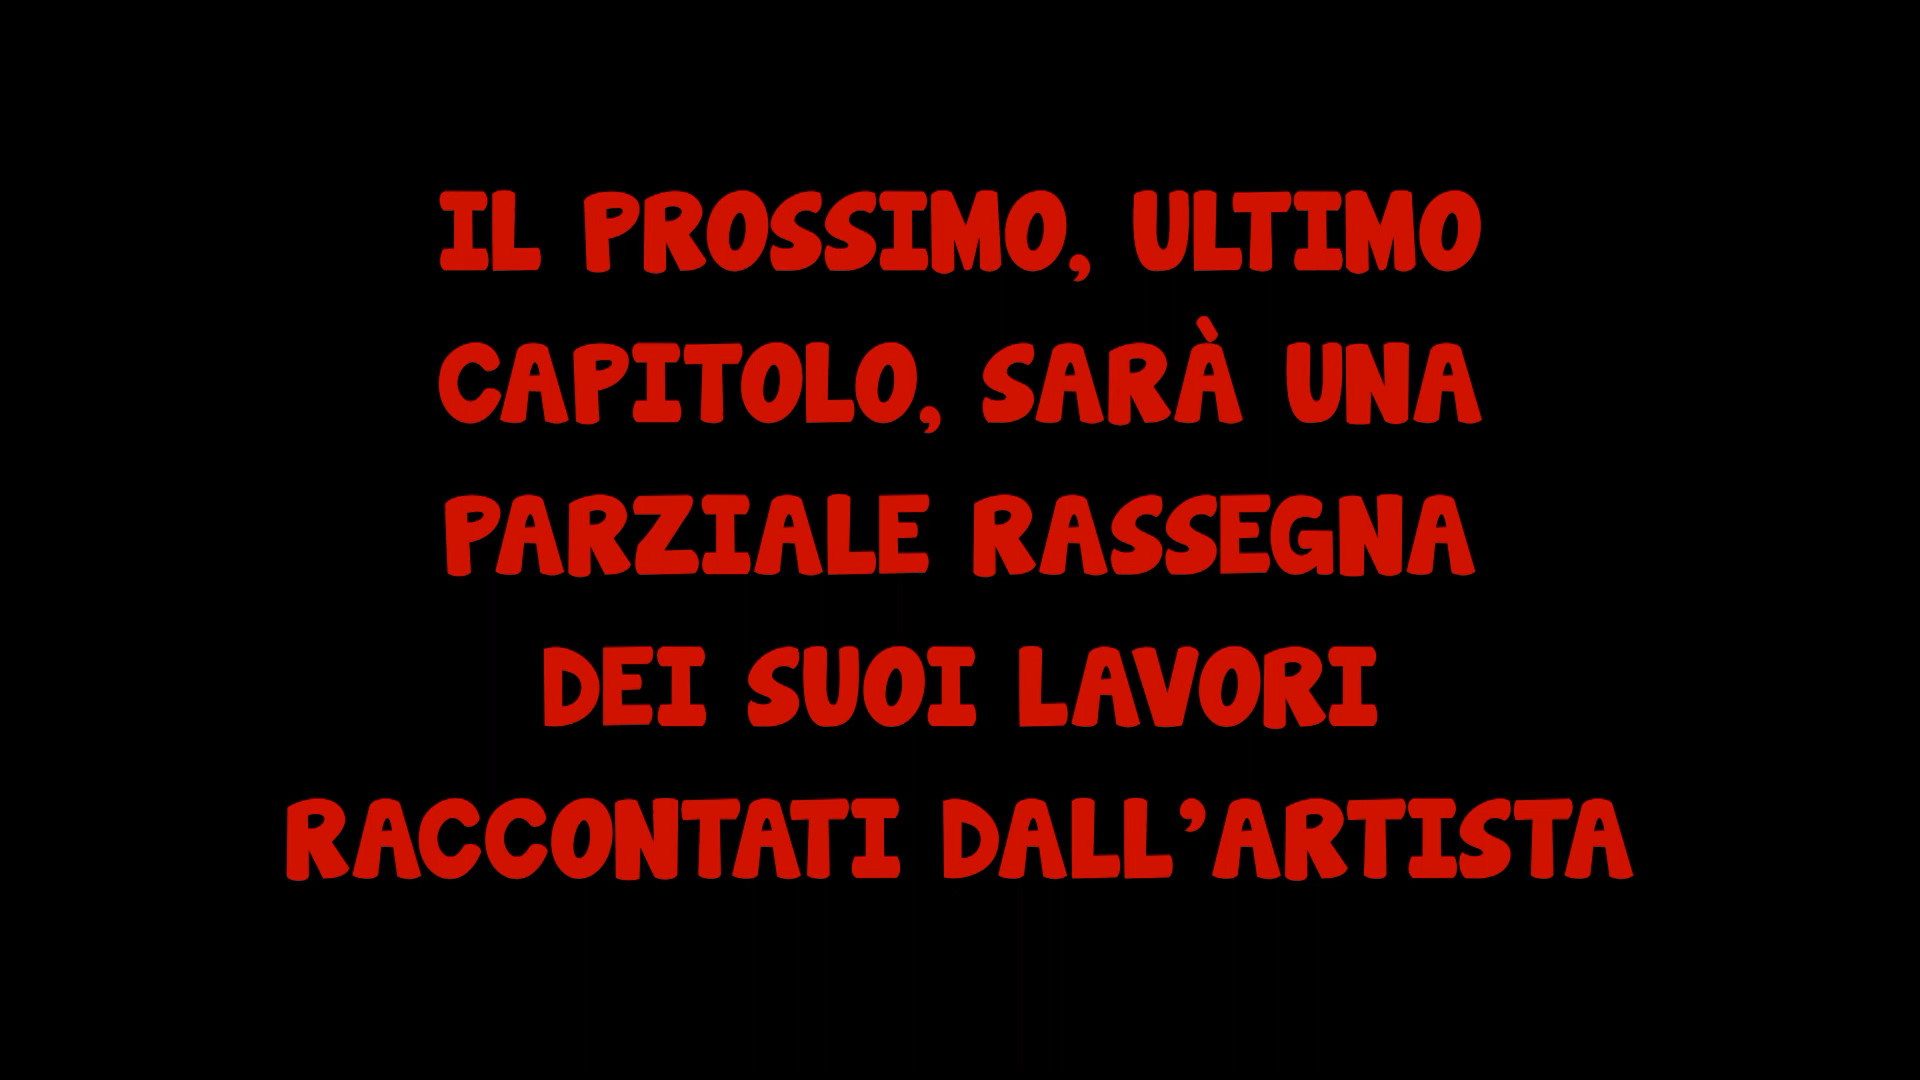 IL PROSSIMO, ULTIMO
CAPITOLO, SARÀ UNA
PARZIALE RASSEGNA
DEI SUOI LAVORI
RACCONTATI DALL’ARTISTA